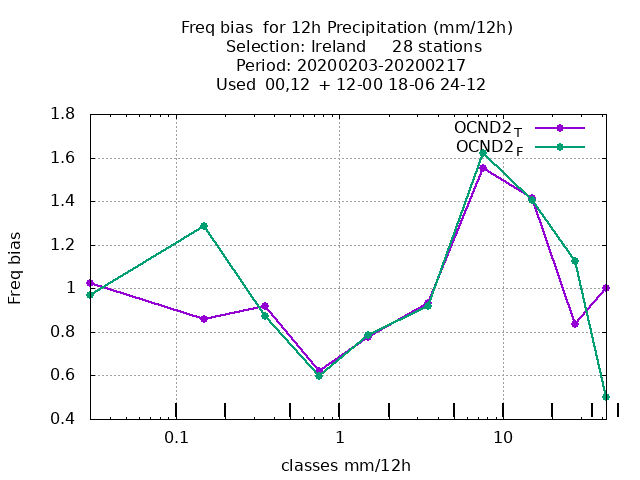 Freq bias  for 12h Precipitation (mm/12h)
Selection: Ireland     28 stations
Period: 20200203-20200217
Used  00,12  + 12-00 18-06 24-12
OCND2T
OCND2F
1.8
1.6
1.4
1.2
1
0.8
0.6
0.4
Freq bias
0.1
1
10
classes mm/12h